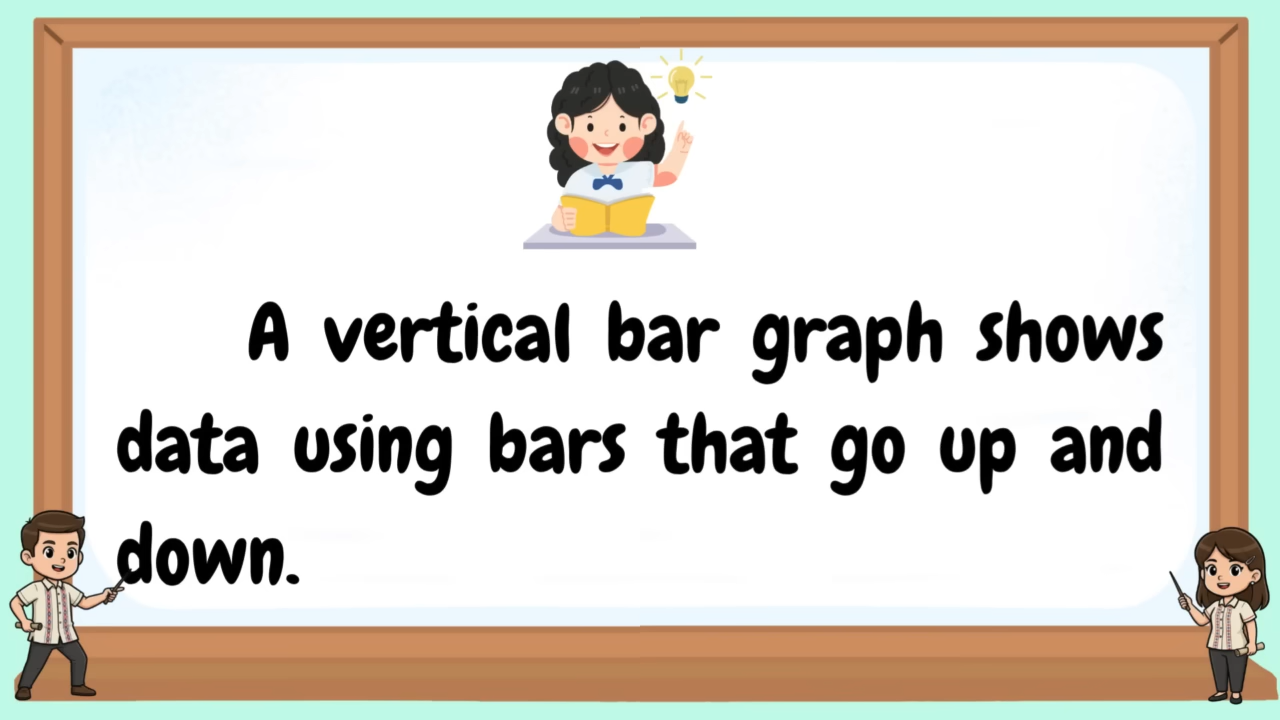 A vertical bar graph shows
data using bars that go up and
down.